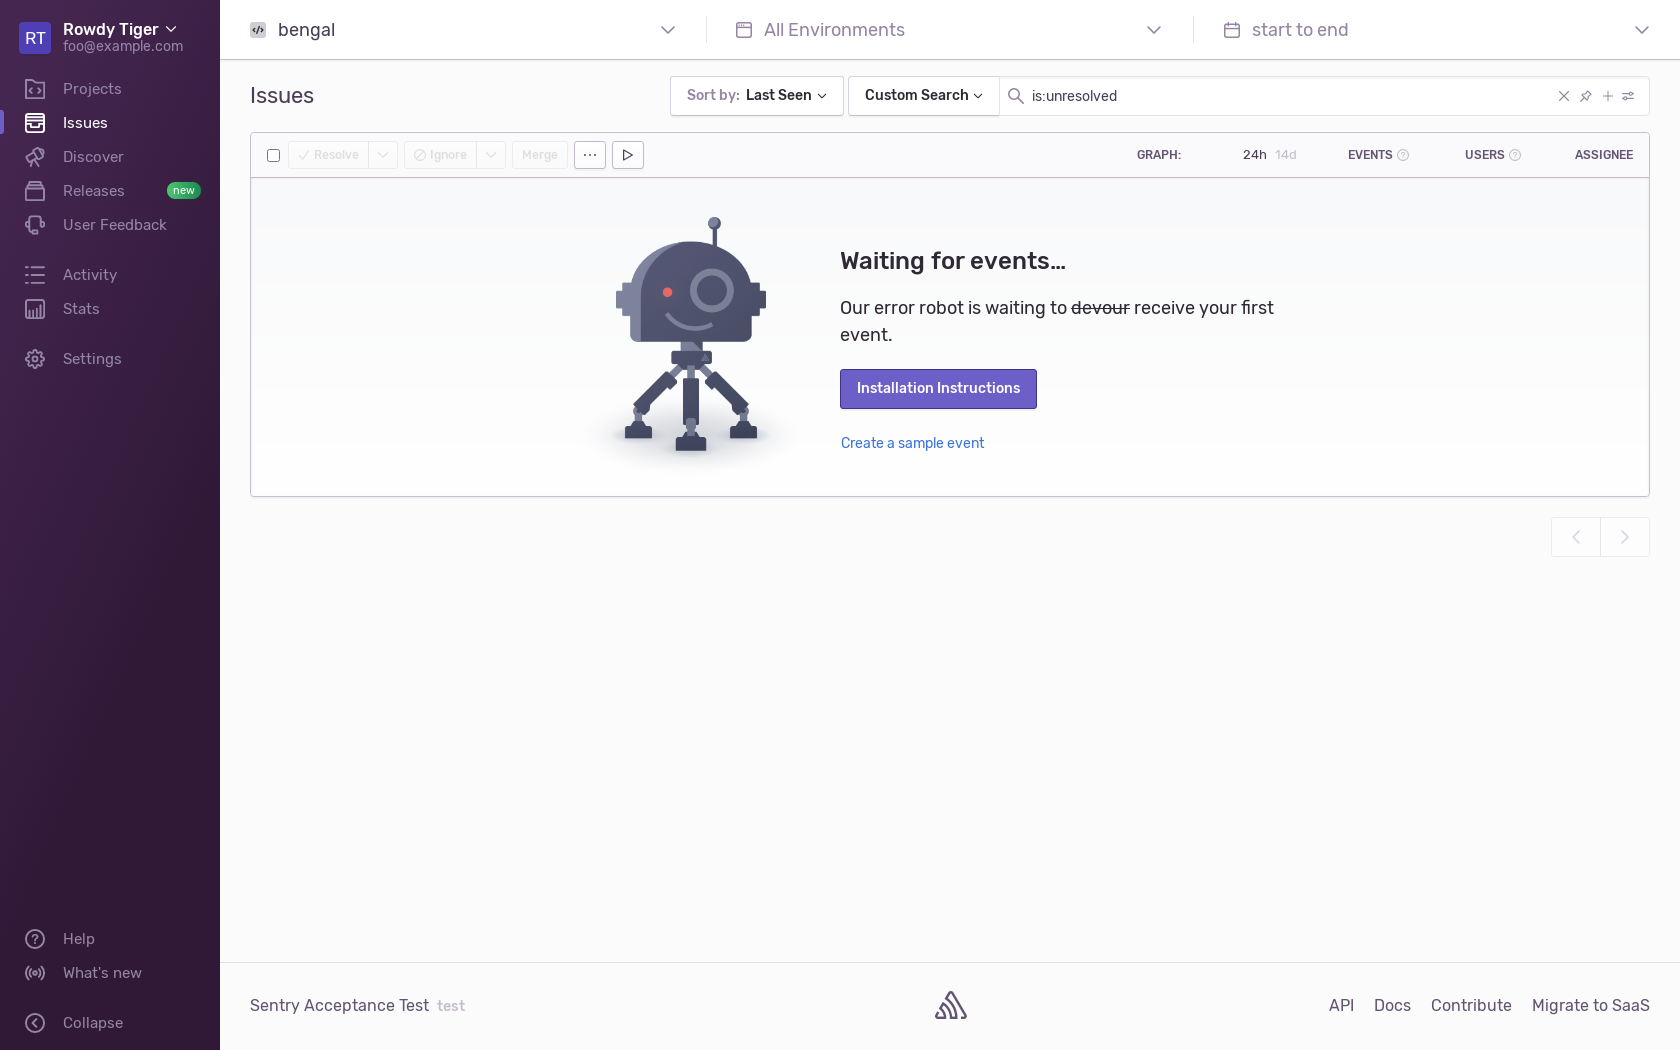 RT
Rowdy Tiger
foo@example.com
Projects
Issues
Discover
Releases new
User Feedback
Activity
Stats
Settings
Help
What's new
Collapse
bengal All Environments start to end
Issues Sort by: Last Seen Custom Search is:unresolved
Resolve Ignore Merge GRAPH: 24h 14d EVENTS USERS ASSIGNEE
Waiting for events…
Our error robot is waiting to devour receive your first
event.
Installation Instructions
Create a sample event
Sentry Acceptance Test test API Docs Contribute Migrate to SaaS